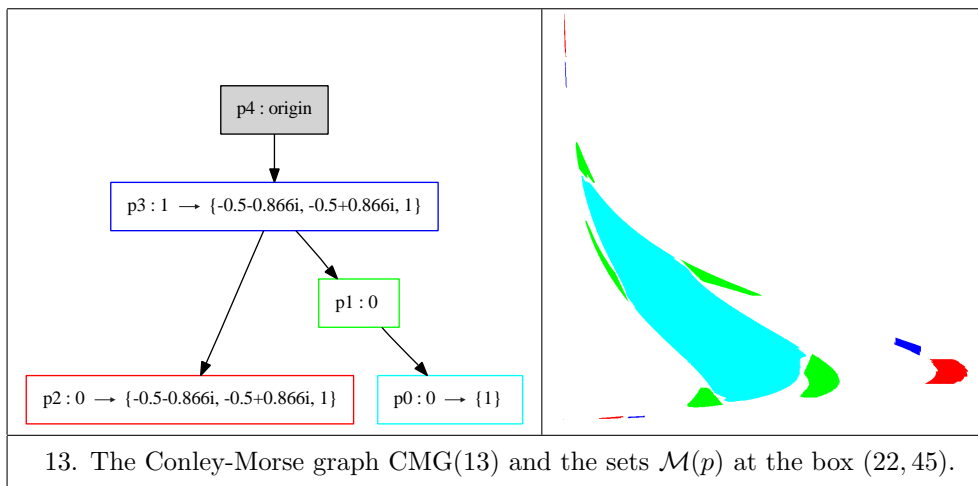 p4 : origin
p3 : 1 → {-0.5-0.866i, -0.5+0.866i, 1}
p1 : 0
p2 : 0 → {-0.5-0.866i, -0.5+0.866i, 1}
p0 : 0 → {1}
13. The Conley-Morse graph CMG(13) and the sets ℳ(p) at the box (22, 45).